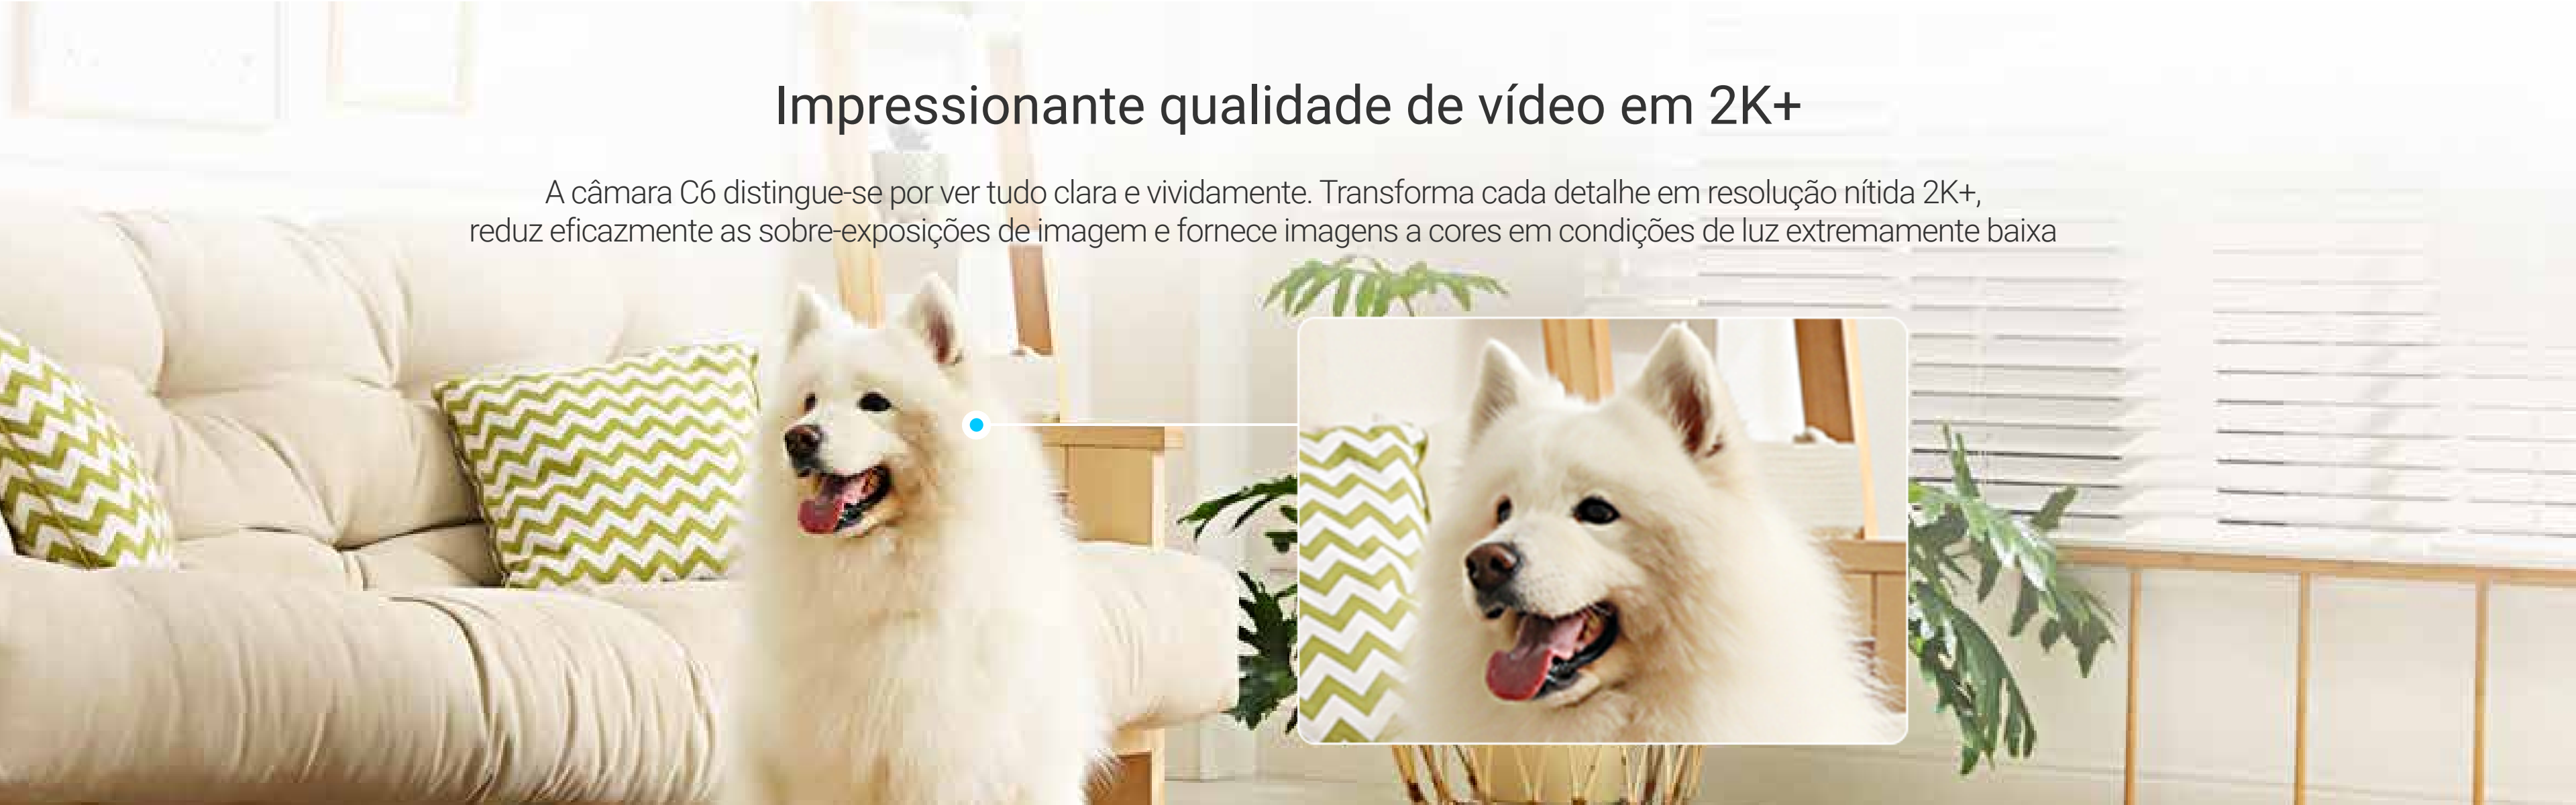 Impressionante qualidade de vídeo em 2K+
A câmara C6 distingue-se por ver tudo clara e vividamente. Transforma cada detalhe em resolução nítida 2K+,
reduz eficazmente as sobre-exposições de imagem e fornece imagens a cores em condições de luz extremamente baixa